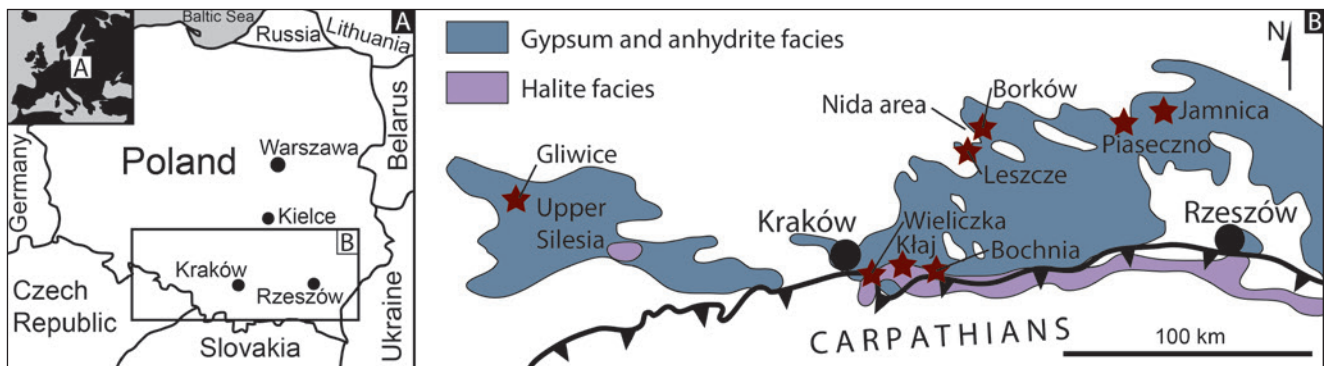 Baltic Sea
Russia
Lithuania
A
A
Belarus
Germany
Poland
Warszawa
Kielce
B
Kraków
Rzeszów
Czech
Republic
Slovakia
Ukraine
B
Gypsum and anhydrite facies
Halite facies
N
Nida area
Borków
Jamnica
Piaseczno
Leszcze
Gliwice
Upper
Silesia
Kraków
Wieliczka
Kłaj
Bochnia
Rzeszów
CARPATHIANS
100 km